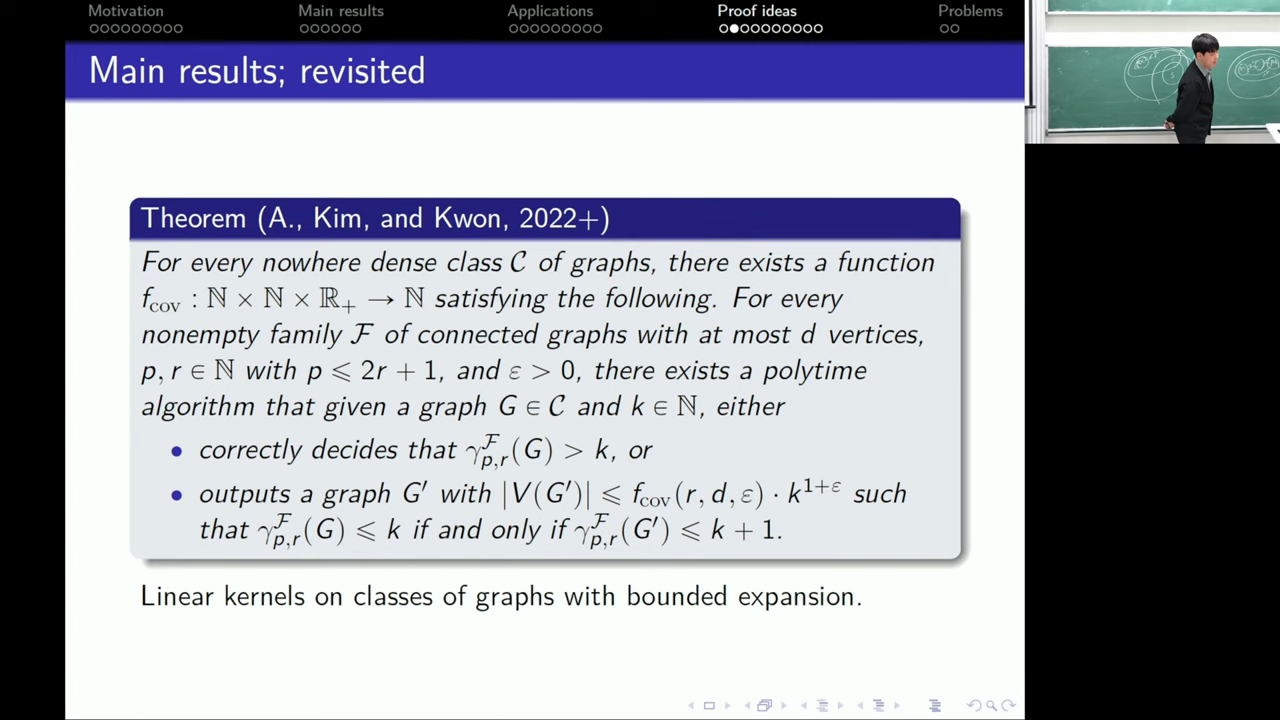 Motivation Main results Applications Proof ideas Problems
Main results; revisited
Theorem (A., Kim, and Kwon, 2022+)
For every nowhere dense class 𝒞 of graphs, there exists a function
f_cov : ℕ × ℕ × ℝ₊ → ℕ satisfying the following. For every
nonempty family ℱ of connected graphs with at most d vertices,
p, r ∈ ℕ with p ⩽ 2r + 1, and ε > 0, there exists a polytime
algorithm that given a graph G ∈ 𝒞 and k ∈ ℕ, either
• correctly decides that γ^ℱ_{p,r}(G) > k, or
• outputs a graph G′ with |V(G′)| ⩽ f_cov(r, d, ε) · k^{1+ε} such
that γ^ℱ_{p,r}(G) ⩽ k if and only if γ^ℱ_{p,r}(G′) ⩽ k + 1.
Linear kernels on classes of graphs with bounded expansion.